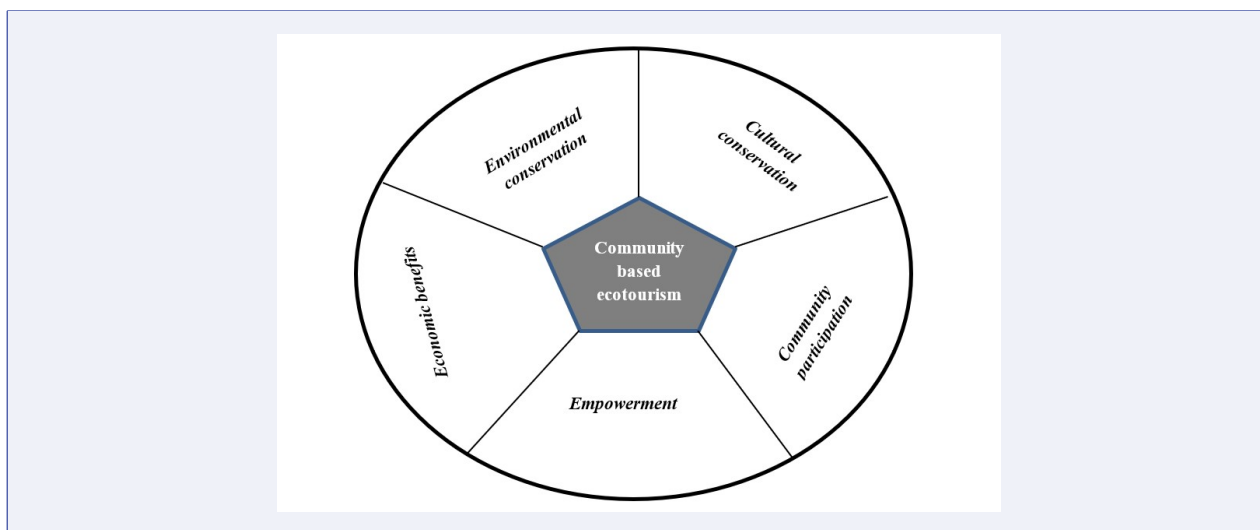 Environmental
conservation
Cultural
conservation
Community
based
ecotourism
Economic benefits
Community
participation
Empowerment